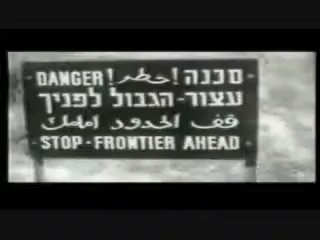 DANGER! خطر! סכנה!
עצור - הגבול לפניך
قف الحدود امامك
STOP - FRONTIER AHEAD